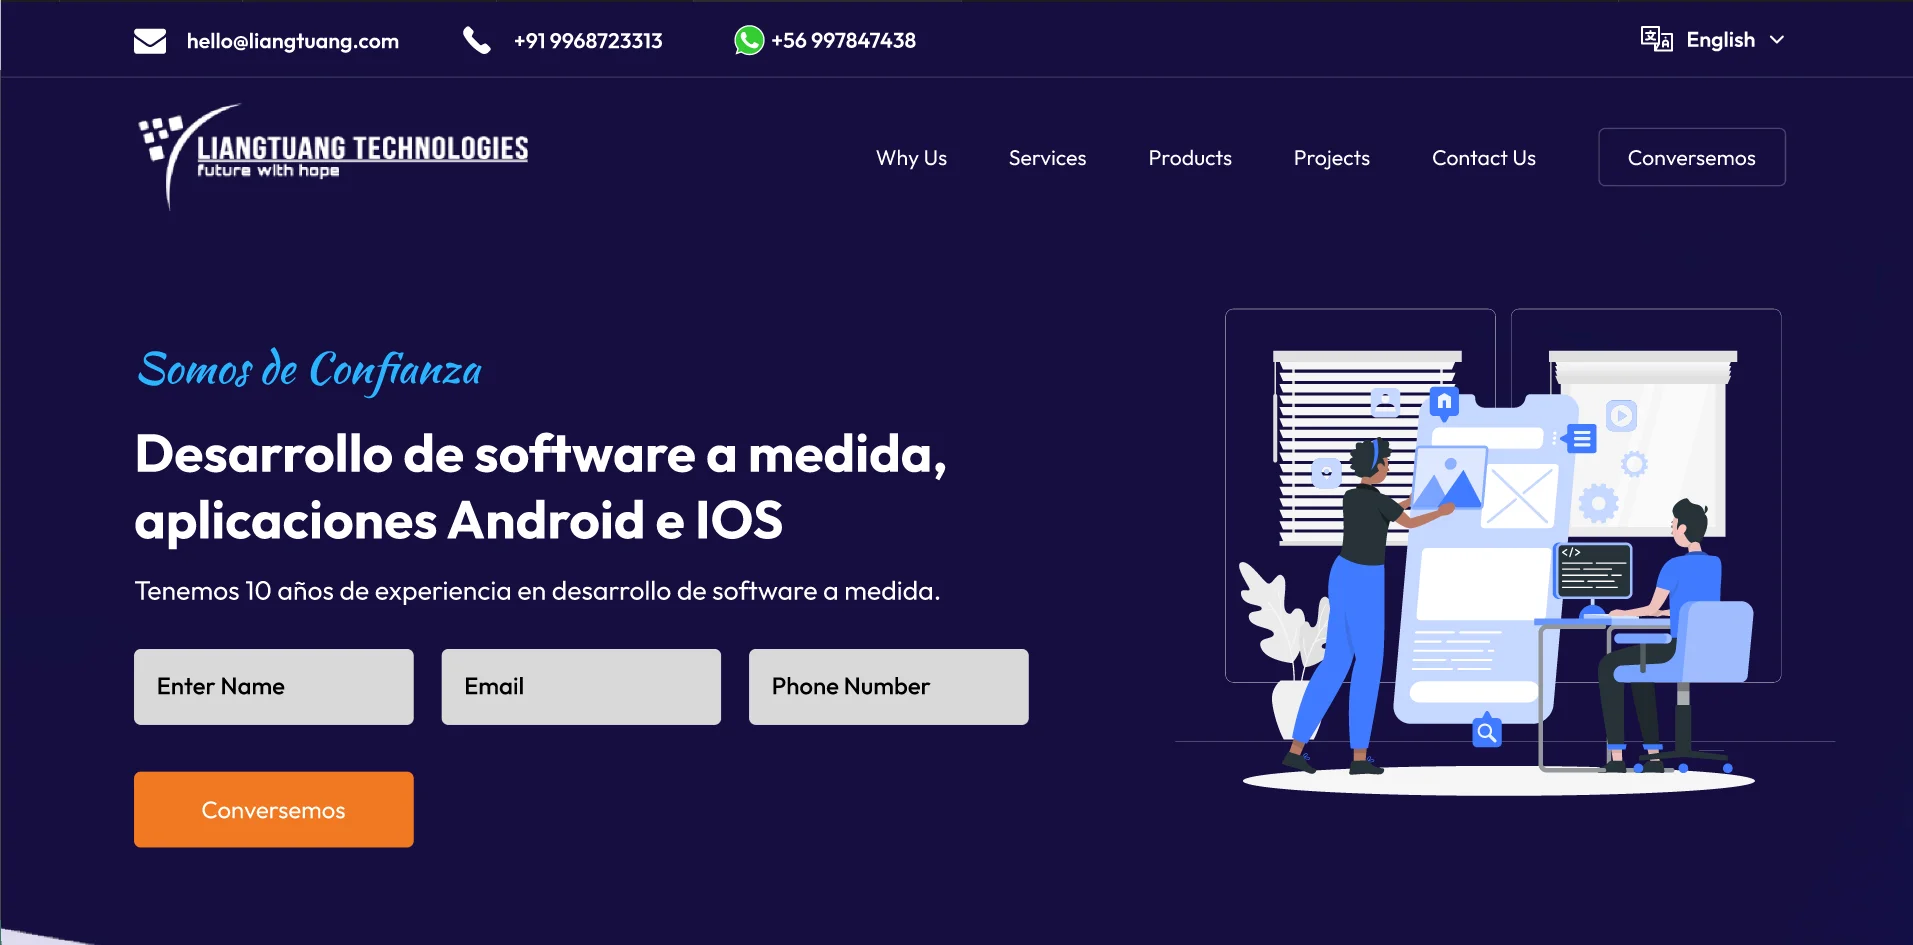 hello@liangtuang.com
+91 9968723313
+56 997847438
English
LIANGTUANG TECHNOLOGIES
future with hope
Why Us
Services
Products
Projects
Contact Us
Conversemos
Somos de Confianza
Desarrollo de software a medida,
aplicaciones Android e IOS
Tenemos 10 años de experiencia en desarrollo de software a medida.
Enter Name
Email
Phone Number
Conversemos
</>